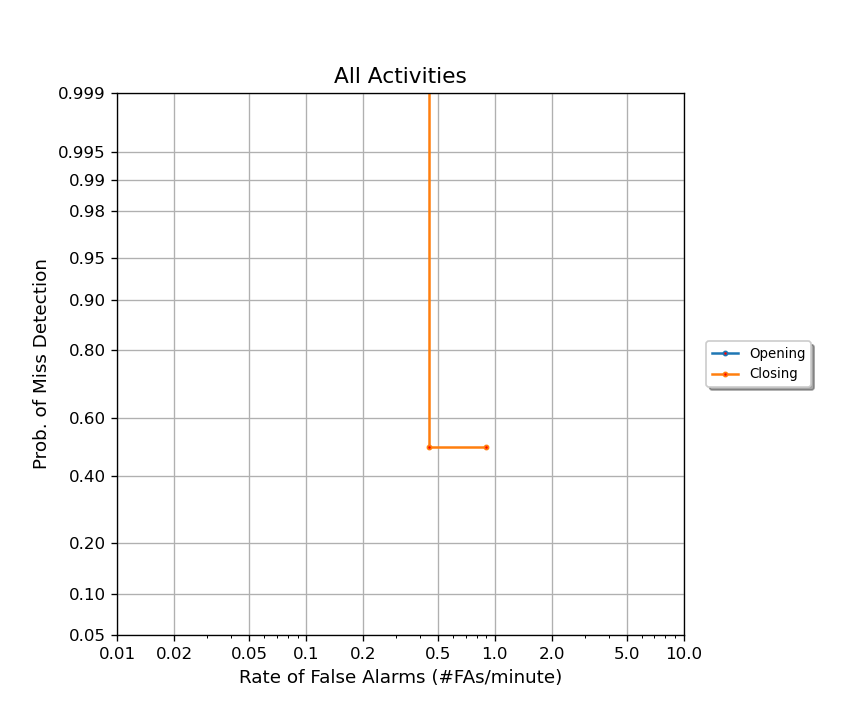 All Activities
0.999
0.995
0.99
0.98
0.95
0.90
0.80
0.60
0.40
0.20
0.10
0.05
Prob. of Miss Detection
0.01 0.02 0.05 0.1 0.2 0.5 1.0 2.0 5.0 10.0
Rate of False Alarms (#FAs/minute)
Opening
Closing